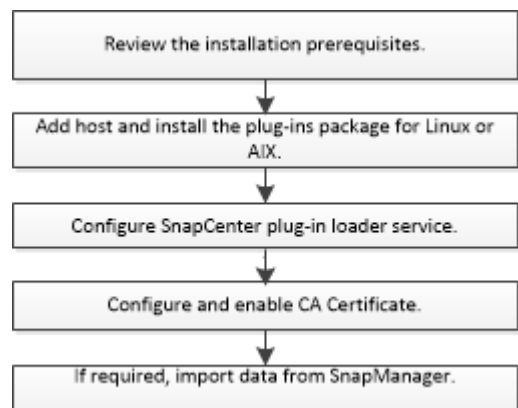 Review the installation prerequisites.
Add host and install the plug-ins package for Linux or
AIX.
Configure SnapCenter plug-in loader service.
Configure and enable CA Certificate.
If required, import data from SnapManager.